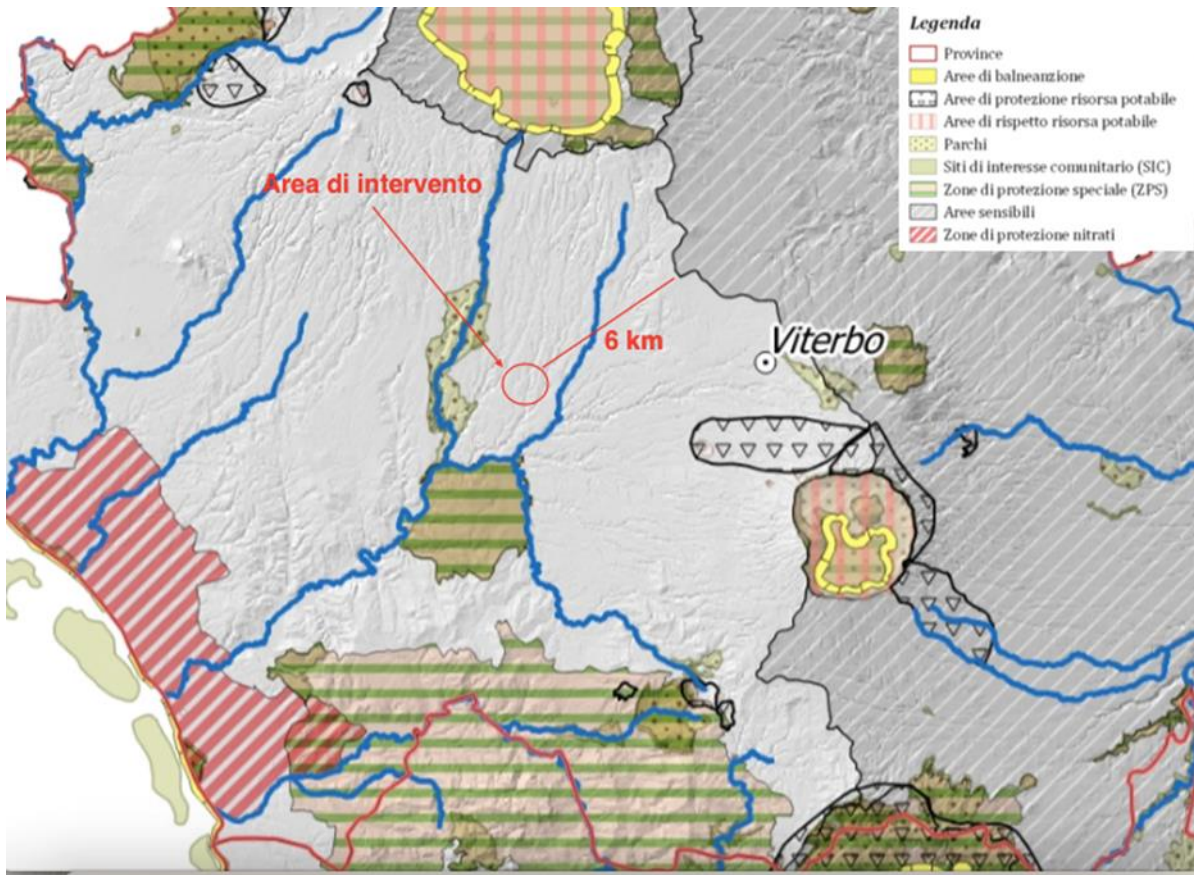 Legenda
Province
Aree di balneanzione
Aree di protezione risorsa potabile
Aree di rispetto risorsa potabile
Parchi
Siti di interesse comunitario (SIC)
Zone di protezione speciale (ZPS)
Aree sensibili
Zone di protezione nitrati
Area di intervento
6 km
Viterbo